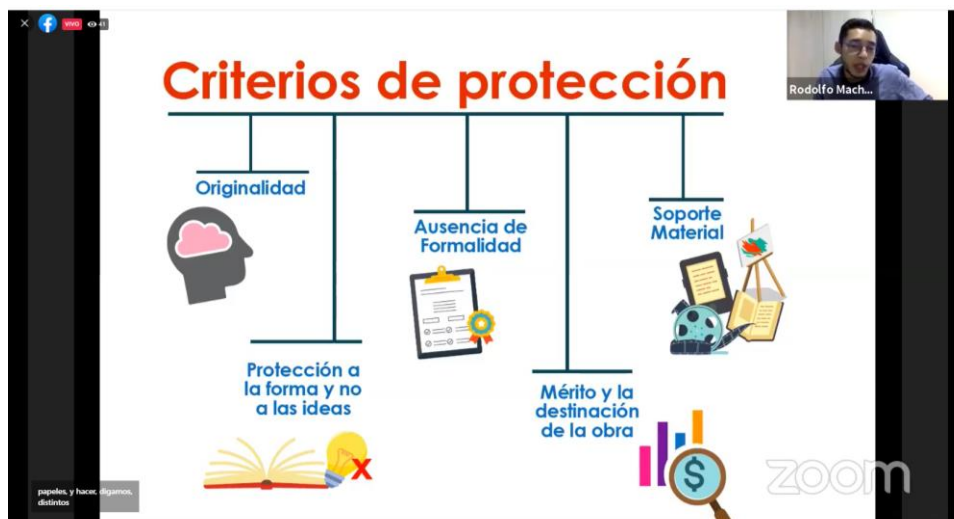 VIVO 41
Criterios de protección
Rodolfo Mach...
Originalidad
Ausencia de
Formalidad
Soporte
Material
Protección a
la forma y no
a las ideas
Mérito y la
destinación
de la obra
$
zoom
papeles, y hacer, digamos,
distintos